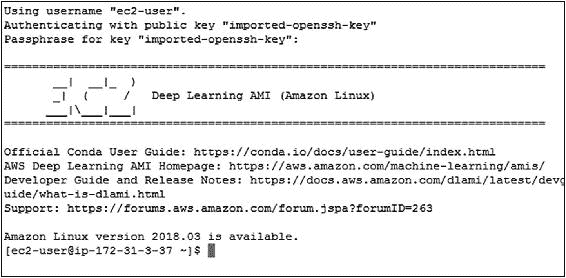 Using username "ec2-user".
Authenticating with public key "imported-openssh-key"
Passphrase for key "imported-openssh-key":
=============================================================================
       __|  __|_  )
       _|  (     /   Deep Learning AMI (Amazon Linux)
      ___|\___|___|
=============================================================================
Official Conda User Guide: https://conda.io/docs/user-guide/index.html
AWS Deep Learning AMI Homepage: https://aws.amazon.com/machine-learning/amis/
Developer Guide and Release Notes: https://docs.aws.amazon.com/dlami/latest/devg
uide/what-is-dlami.html
Support: https://forums.aws.amazon.com/forum.jspa?forumID=263
Amazon Linux version 2018.03 is available.
[ec2-user@ip-172-31-3-37 ~]$